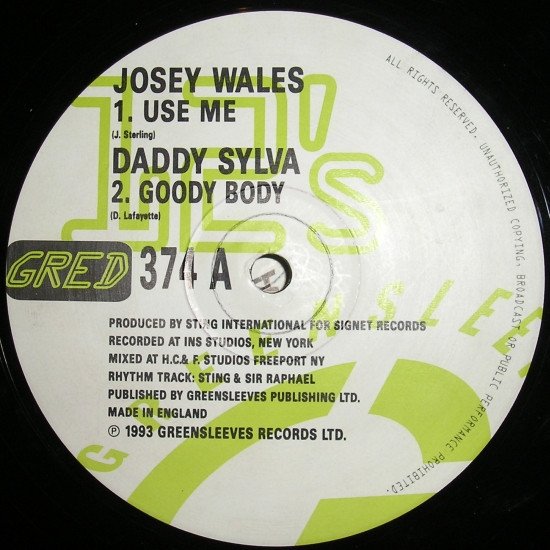 12's
JOSEY WALES
1. USE ME
(J. Sterling)
DADDY SYLVA
2. GOODY BODY
(D. Lafayette)
GRED 374 A
PRODUCED BY STING INTERNATIONAL FOR SIGNET RECORDS
RECORDED AT INS STUDIOS, NEW YORK
MIXED AT H.C.& F. STUDIOS FREEPORT NY
RHYTHM TRACK: STING & SIR RAPHAEL
PUBLISHED BY GREENSLEEVES PUBLISHING LTD.
MADE IN ENGLAND
℗ 1993 GREENSLEEVES RECORDS LTD.
ALL RIGHTS RESERVED. UNAUTHORIZED COPYING, BROADCAST OR PUBLIC PERFORMANCE PROHIBITED.